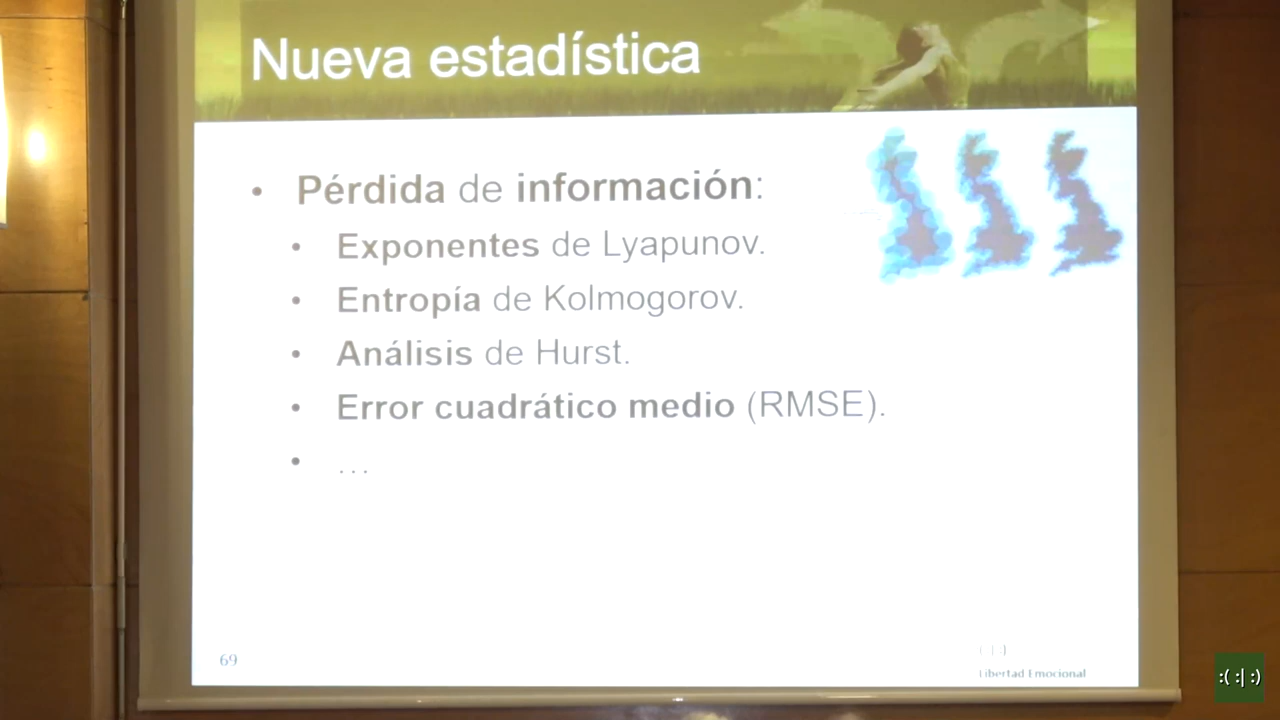 Nueva estadística
• Pérdida de información:
• Exponentes de Lyapunov.
• Entropía de Kolmogorov.
• Análisis de Hurst.
• Error cuadrático medio (RMSE).
• ...
69
Libertad Emocional
:( :| :)